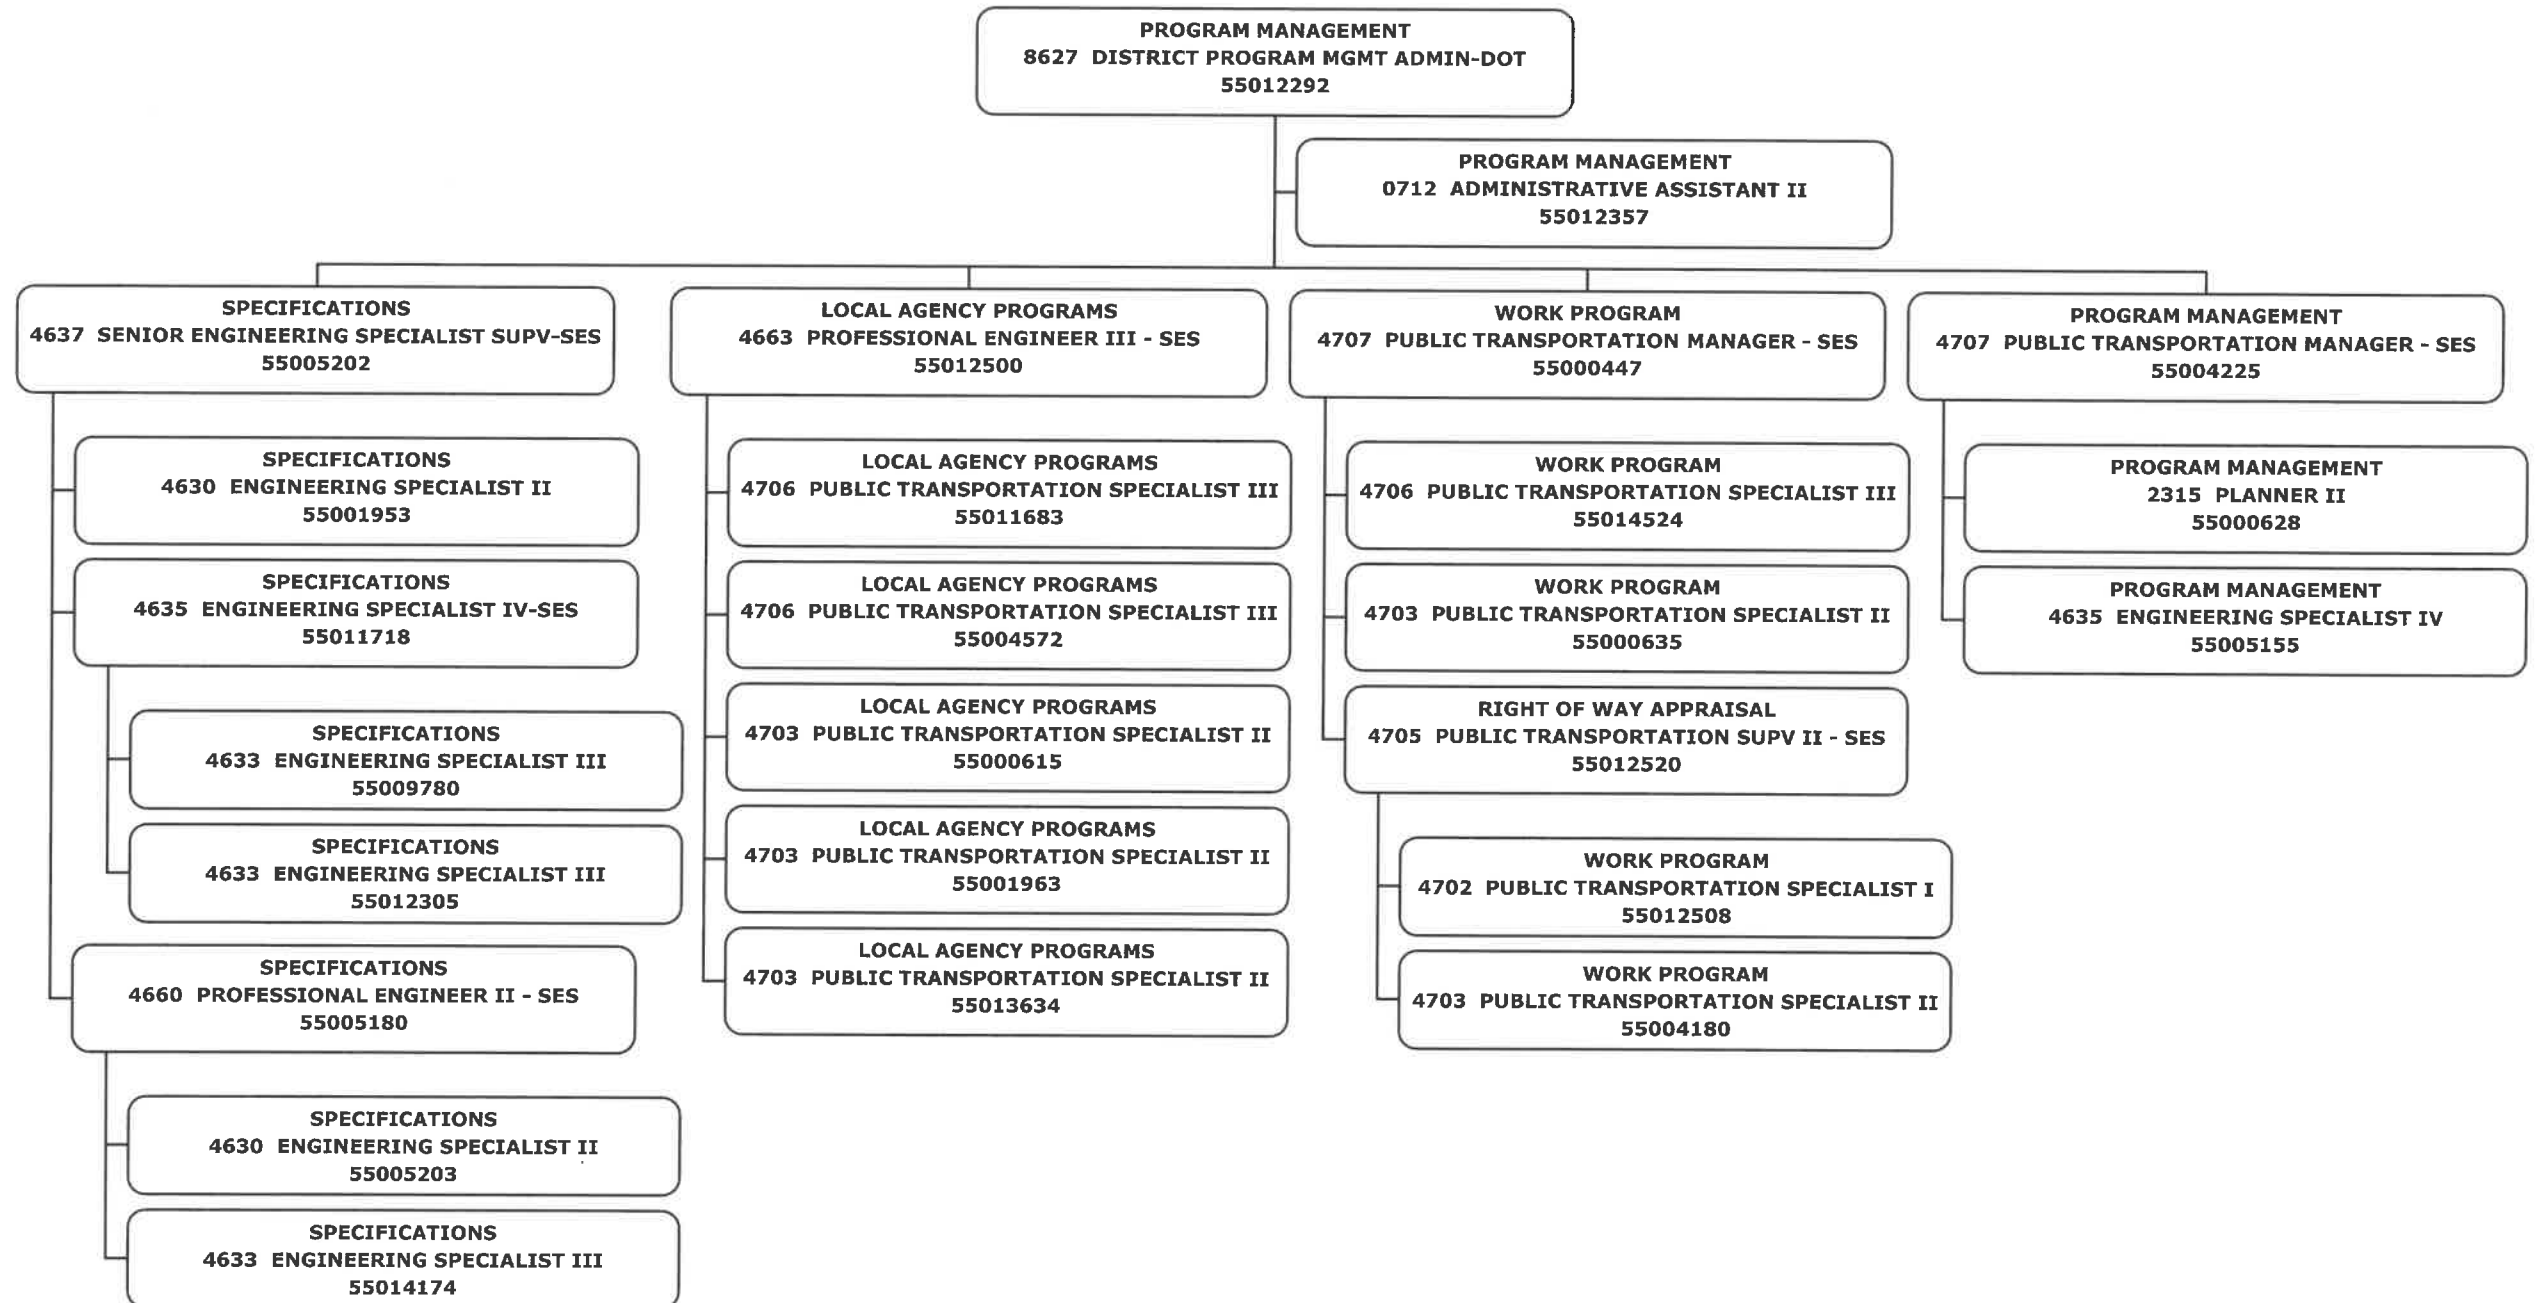 PROGRAM MANAGEMENT
8627 DISTRICT PROGRAM MGMT ADMIN-DOT
55012292
PROGRAM MANAGEMENT
0712 ADMINISTRATIVE ASSISTANT II
55012357
SPECIFICATIONS
4637 SENIOR ENGINEERING SPECIALIST SUPV-SES
55005202
SPECIFICATIONS
4630 ENGINEERING SPECIALIST II
55001953
SPECIFICATIONS
4635 ENGINEERING SPECIALIST IV-SES
55011718
SPECIFICATIONS
4633 ENGINEERING SPECIALIST III
55009780
SPECIFICATIONS
4633 ENGINEERING SPECIALIST III
55012305
SPECIFICATIONS
4660 PROFESSIONAL ENGINEER II - SES
55005180
SPECIFICATIONS
4630 ENGINEERING SPECIALIST II
55005203
SPECIFICATIONS
4633 ENGINEERING SPECIALIST III
55014174
LOCAL AGENCY PROGRAMS
4663 PROFESSIONAL ENGINEER III - SES
55012500
LOCAL AGENCY PROGRAMS
4706 PUBLIC TRANSPORTATION SPECIALIST III
55011683
LOCAL AGENCY PROGRAMS
4706 PUBLIC TRANSPORTATION SPECIALIST III
55004572
LOCAL AGENCY PROGRAMS
4703 PUBLIC TRANSPORTATION SPECIALIST II
55000615
LOCAL AGENCY PROGRAMS
4703 PUBLIC TRANSPORTATION SPECIALIST II
55001963
LOCAL AGENCY PROGRAMS
4703 PUBLIC TRANSPORTATION SPECIALIST II
55013634
WORK PROGRAM
4707 PUBLIC TRANSPORTATION MANAGER - SES
55000447
WORK PROGRAM
4706 PUBLIC TRANSPORTATION SPECIALIST III
55014524
WORK PROGRAM
4703 PUBLIC TRANSPORTATION SPECIALIST II
55000635
RIGHT OF WAY APPRAISAL
4705 PUBLIC TRANSPORTATION SUPV II - SES
55012520
WORK PROGRAM
4702 PUBLIC TRANSPORTATION SPECIALIST I
55012508
WORK PROGRAM
4703 PUBLIC TRANSPORTATION SPECIALIST II
55004180
PROGRAM MANAGEMENT
4707 PUBLIC TRANSPORTATION MANAGER - SES
55004225
PROGRAM MANAGEMENT
2315 PLANNER II
55000628
PROGRAM MANAGEMENT
4635 ENGINEERING SPECIALIST IV
55005155